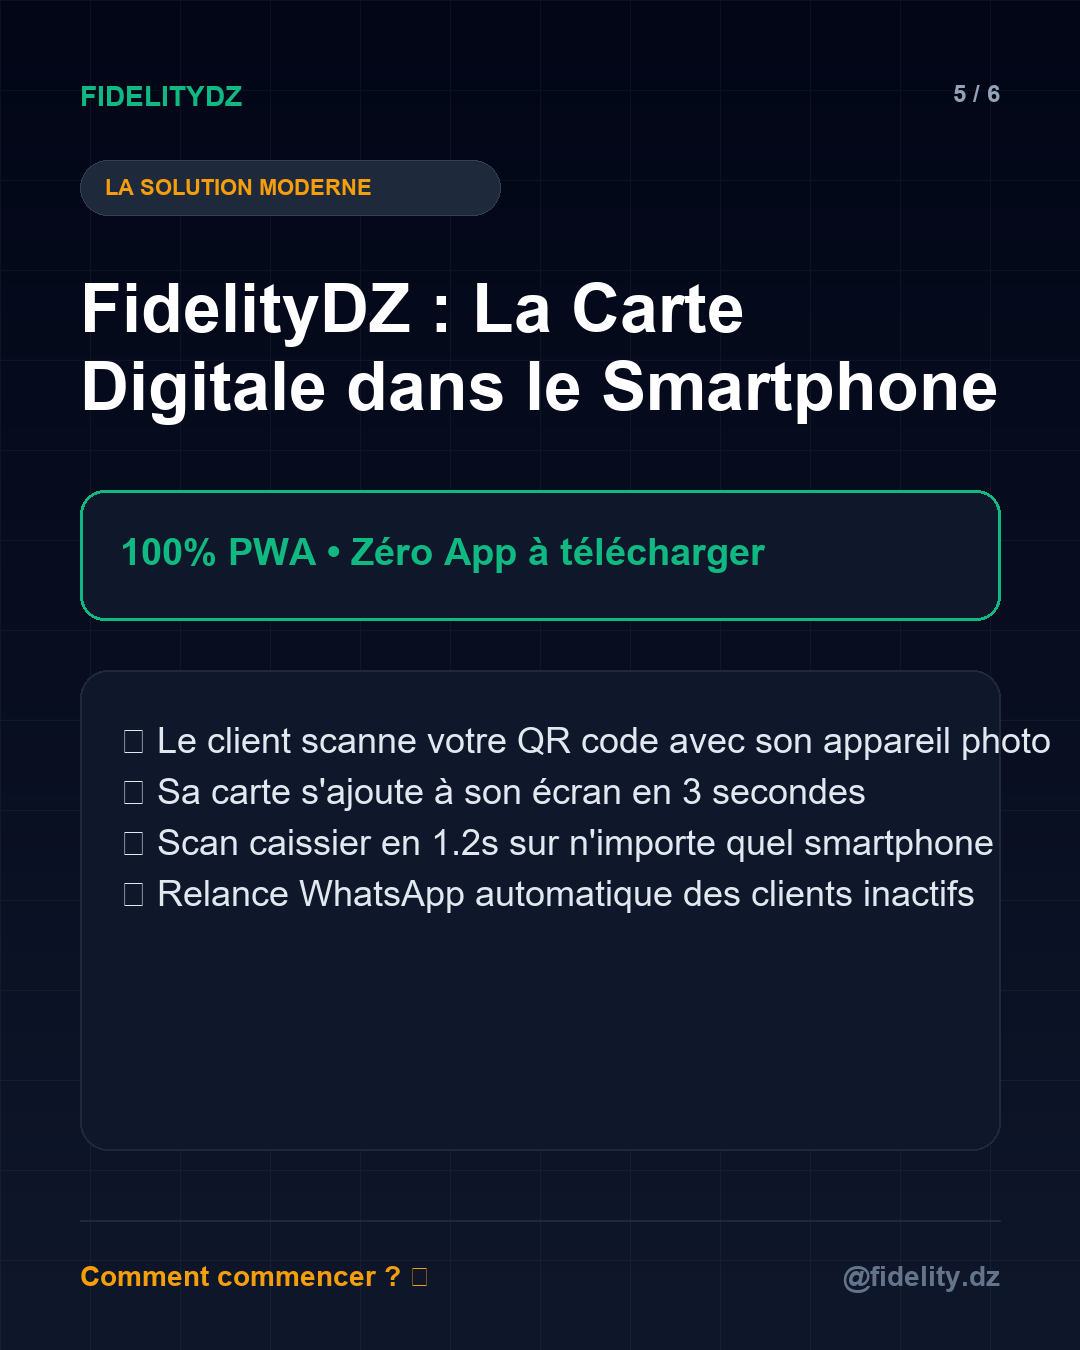 FIDELITYDZ
5 / 6
LA SOLUTION MODERNE
FidelityDZ : La Carte
Digitale dans le Smartphone
100% PWA • Zéro App à télécharger
Le client scanne votre QR code avec son appareil photo
Sa carte s'ajoute à son écran en 3 secondes
Scan caissier en 1.2s sur n'importe quel smartphone
Relance WhatsApp automatique des clients inactifs
Comment commencer ?
@fidelity.dz